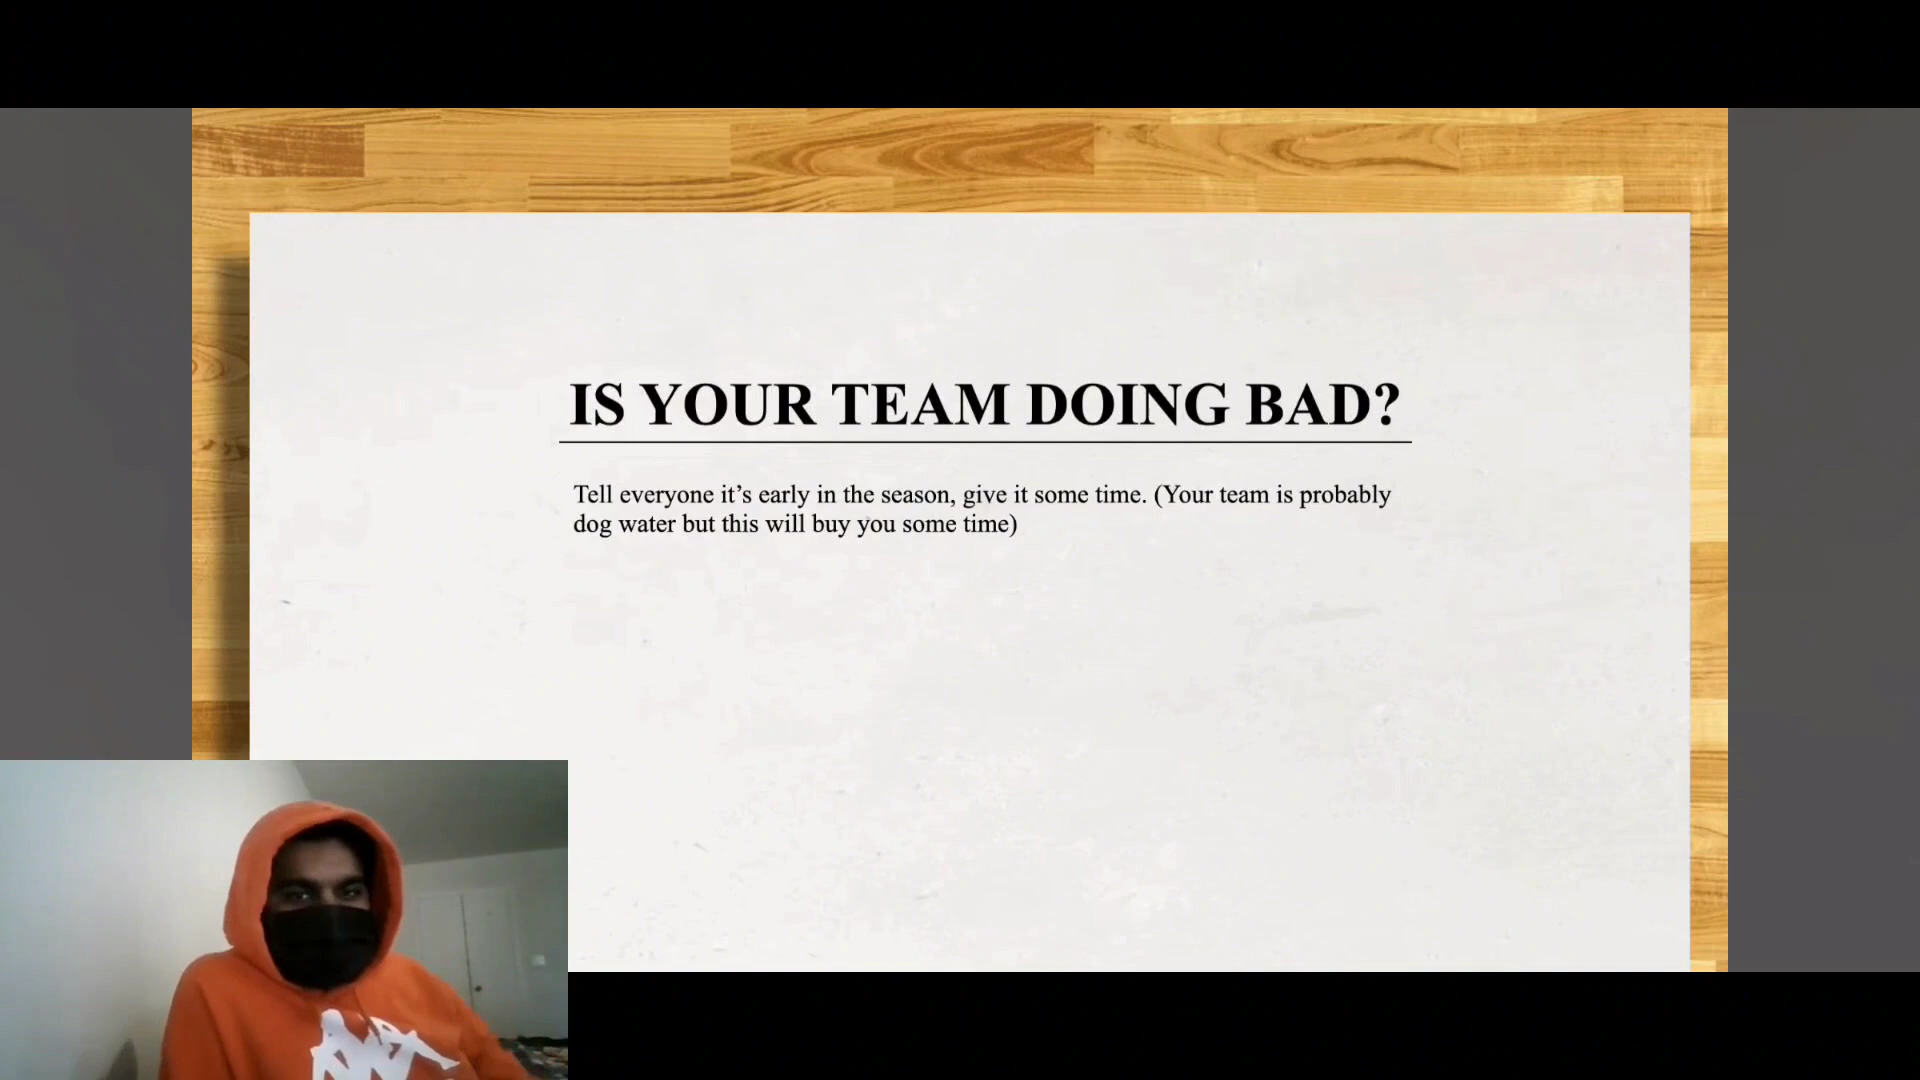 IS YOUR TEAM DOING BAD?
Tell everyone it’s early in the season, give it some time. (Your team is probably
dog water but this will buy you some time)